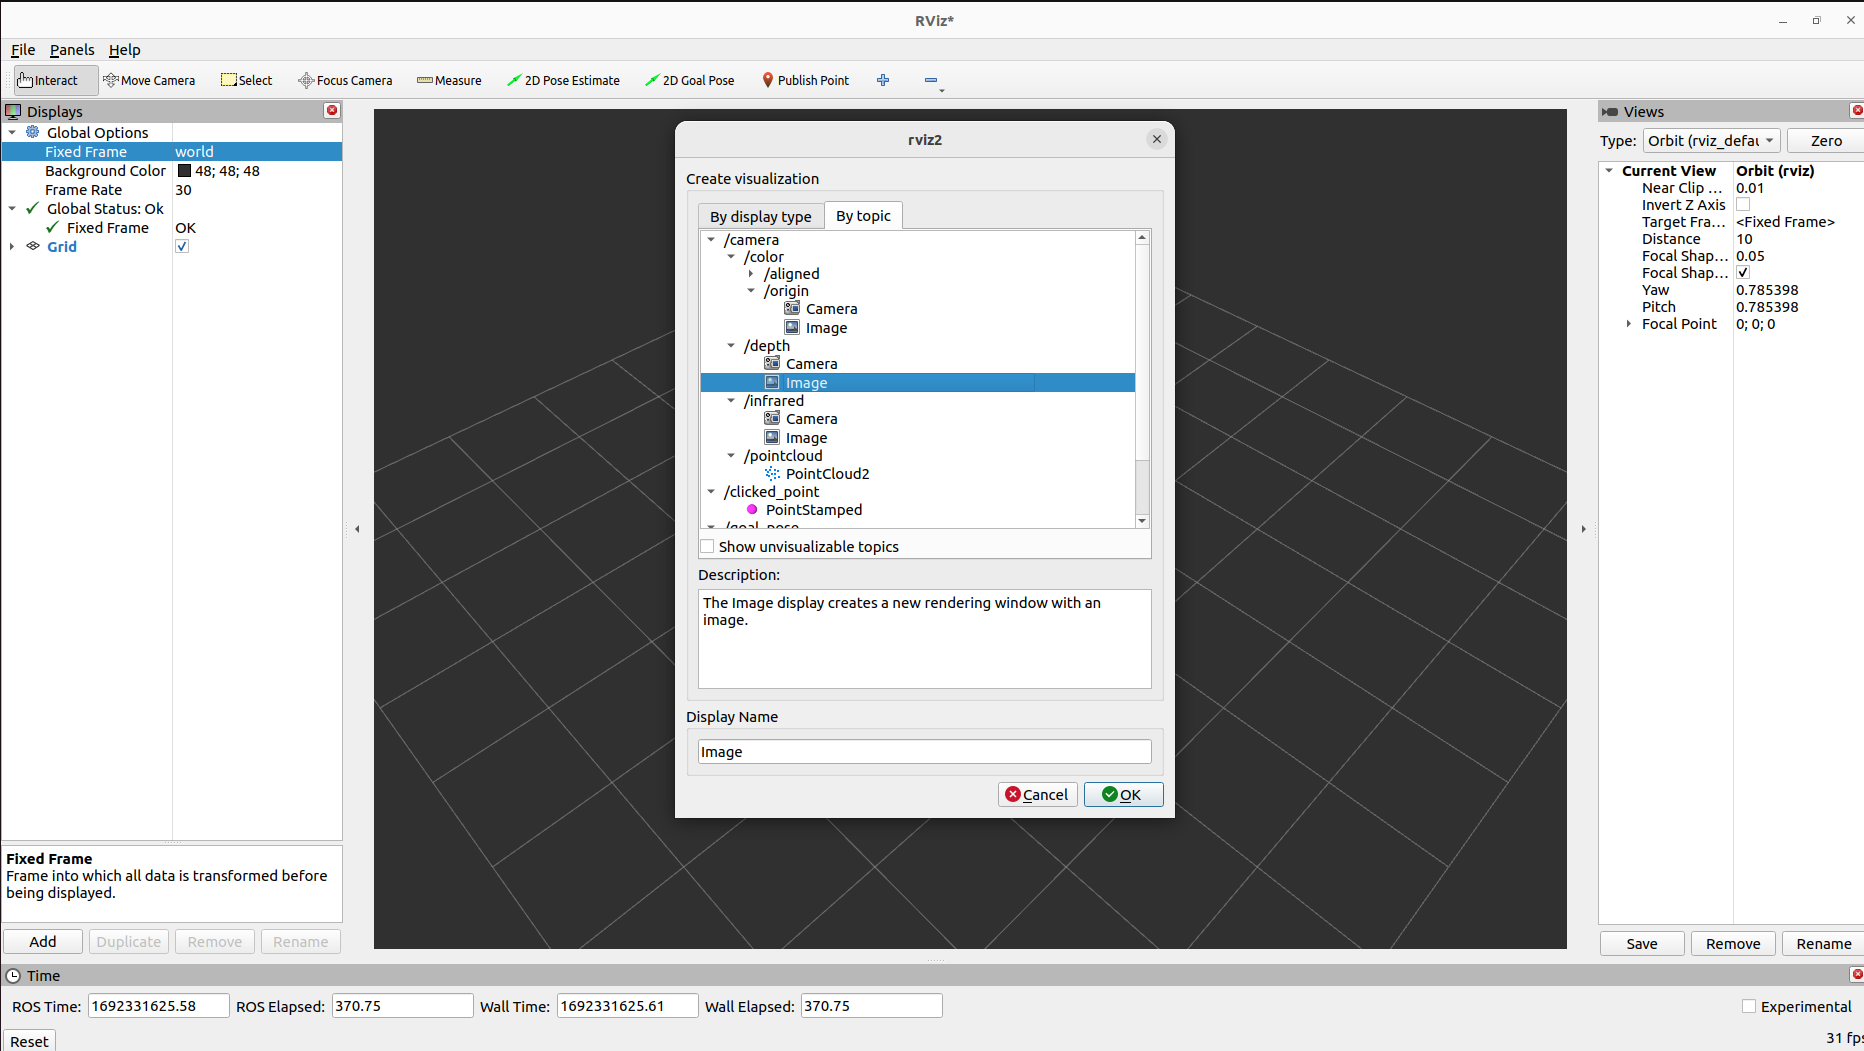 RViz*
File Panels Help
Interact Move Camera Select Focus Camera Measure 2D Pose Estimate 2D Goal Pose Publish Point
Displays
Global Options
Fixed Frame world
Background Color 48; 48; 48
Frame Rate 30
Global Status: Ok
Fixed Frame OK
Grid
Fixed Frame
Frame into which all data is transformed before
being displayed.
Add Duplicate Remove Rename
rviz2
Create visualization
By display type By topic
/camera
/color
/aligned
/origin
Camera
Image
/depth
Camera
Image
/infrared
Camera
Image
/pointcloud
PointCloud2
/clicked_point
PointStamped
/goal_pose
Show unvisualizable topics
Description:
The Image display creates a new rendering window with an
image.
Display Name
Image
Cancel OK
Views
Type: Orbit (rviz_defau Zero
Current View Orbit (rviz)
Near Clip ... 0.01
Invert Z Axis
Target Fra... <Fixed Frame>
Distance 10
Focal Shap... 0.05
Focal Shap...
Yaw 0.785398
Pitch 0.785398
Focal Point 0; 0; 0
Save Remove Rename
Time
ROS Time: 1692331625.58 ROS Elapsed: 370.75 Wall Time: 1692331625.61 Wall Elapsed: 370.75 Experimental
Reset 31 fps